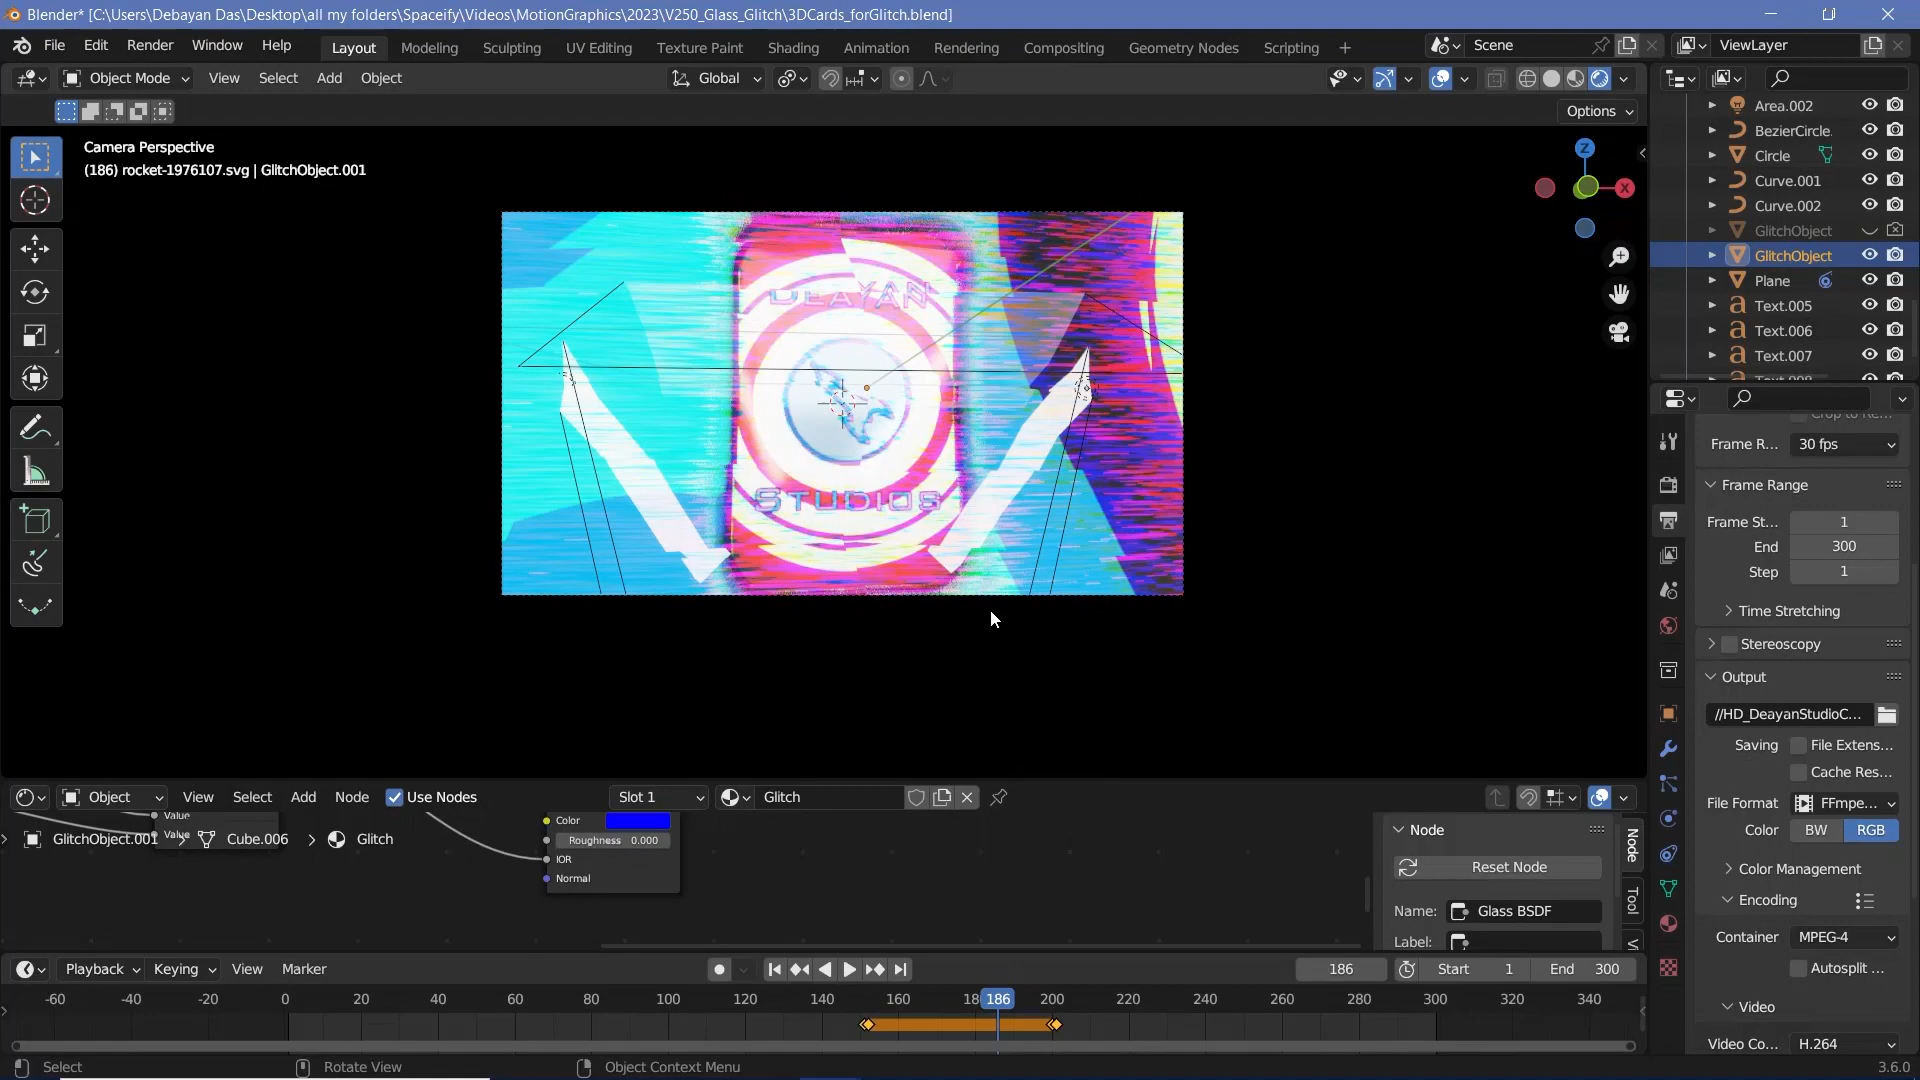 Blender* [C:\Users\Debayan Das\Desktop\all my folders\Spaceify\Videos\MotionGraphics\2023\V250_Glass_Glitch\3DCards_forGlitch.blend]
File Edit Render Window Help Layout Modeling Sculpting UV Editing Texture Paint Shading Animation Rendering Compositing Geometry Nodes Scripting + Scene ViewLayer
Object Mode View Select Add Object Global
Options
Camera Perspective
(186) rocket-1976107.svg | GlitchObject.001
Z
X
DEAYAN
STUDIOS
Area.002
BezierCircle.
Circle
Curve.001
Curve.002
GlitchObject
GlitchObject
Plane
Text.005
Text.006
Text.007
Frame R... 30 fps
Frame Range
Frame St... 1
End 300
Step 1
Time Stretching
Stereoscopy
Output
//HD_DeayanStudioC...
Saving File Extens...
Cache Res...
File Format FFmpe...
Color BW RGB
Color Management
Encoding
Container MPEG-4
Autosplit ...
Video
Video Co... H.264
Object View Select Add Node Use Nodes Slot 1 Glitch
Value
Value
GlitchObject.001 > Cube.006 > Glitch
Color
Roughness 0.000
IOR
Normal
Node
Reset Node
Name: Glass BSDF
Label:
Node
Tool
Playback Keying View Marker 186 Start 1 End 300
-60 -40 -20 0 20 40 60 80 100 120 140 160 18 186 200 220 240 260 280 300 320 340
Select Rotate View Object Context Menu 3.6.0